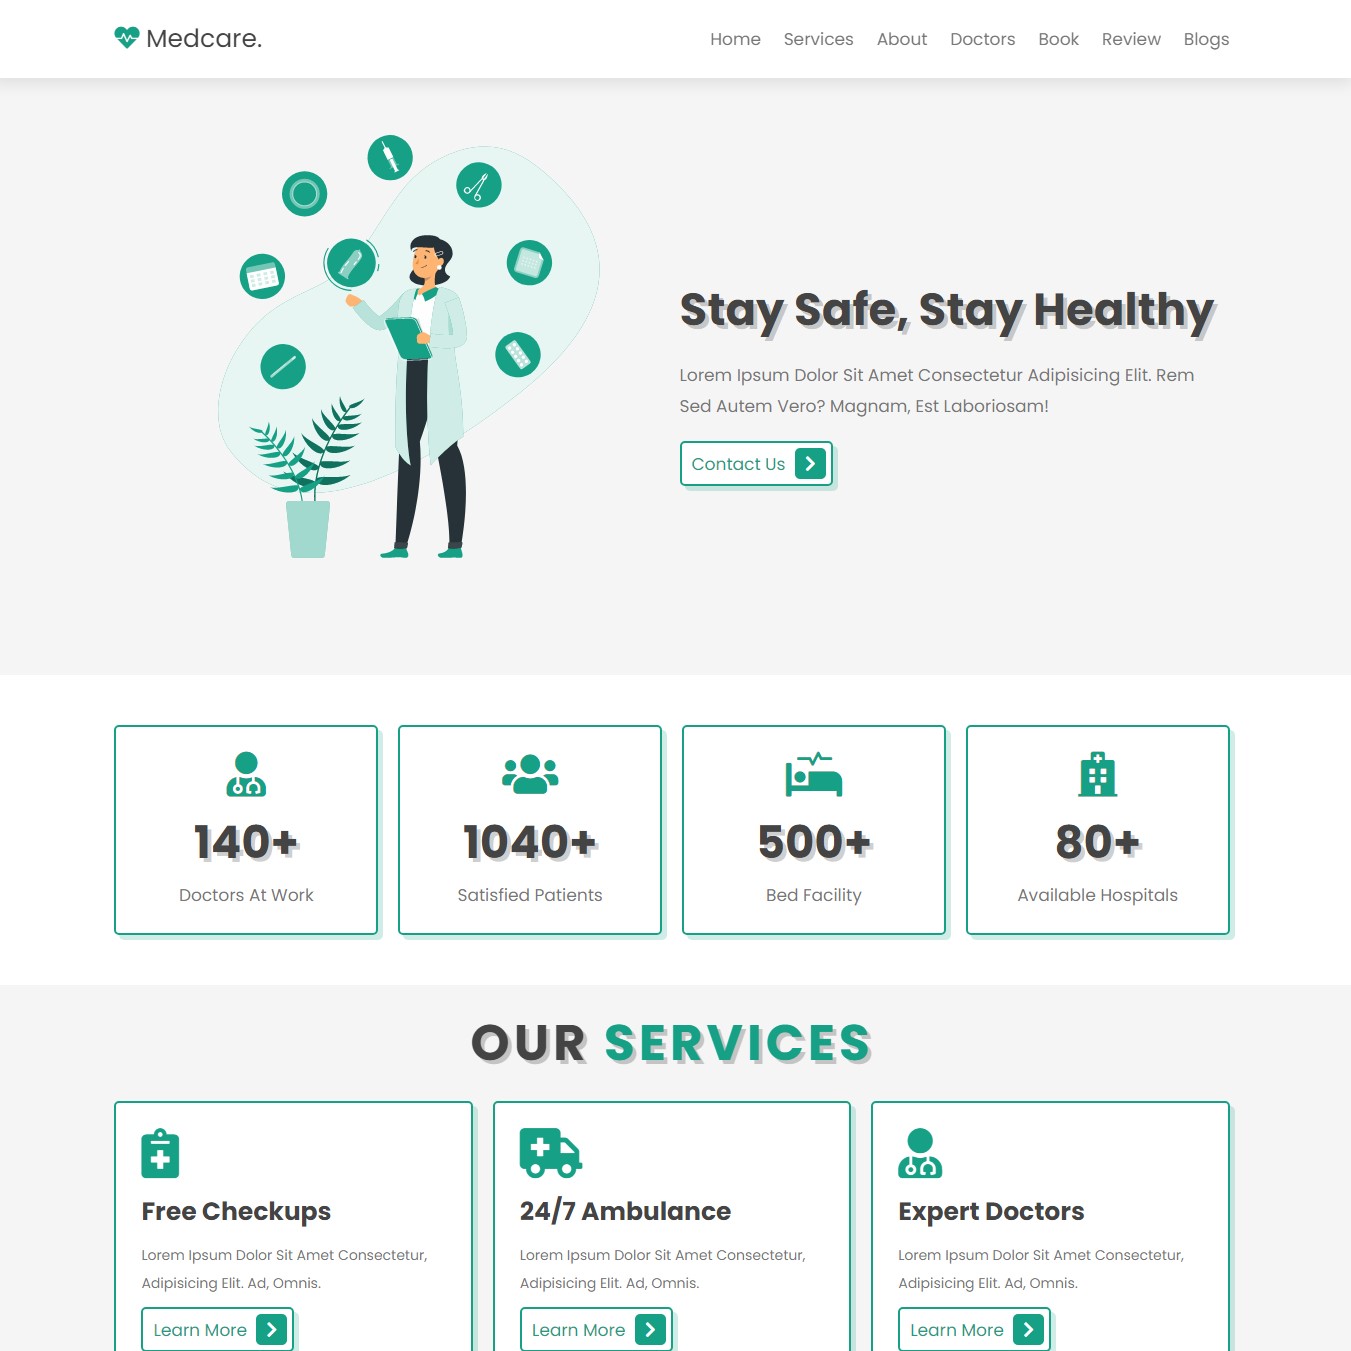 Medcare.
Home Services About Doctors Book Review Blogs
Stay Safe, Stay Healthy
Lorem Ipsum Dolor Sit Amet Consectetur Adipisicing Elit. Rem
Sed Autem Vero? Magnam, Est Laboriosam!
Contact Us
140+
Doctors At Work
1040+
Satisfied Patients
500+
Bed Facility
80+
Available Hospitals
OUR SERVICES
Free Checkups
Lorem Ipsum Dolor Sit Amet Consectetur,
Adipisicing Elit. Ad, Omnis.
Learn More
24/7 Ambulance
Lorem Ipsum Dolor Sit Amet Consectetur,
Adipisicing Elit. Ad, Omnis.
Learn More
Expert Doctors
Lorem Ipsum Dolor Sit Amet Consectetur,
Adipisicing Elit. Ad, Omnis.
Learn More